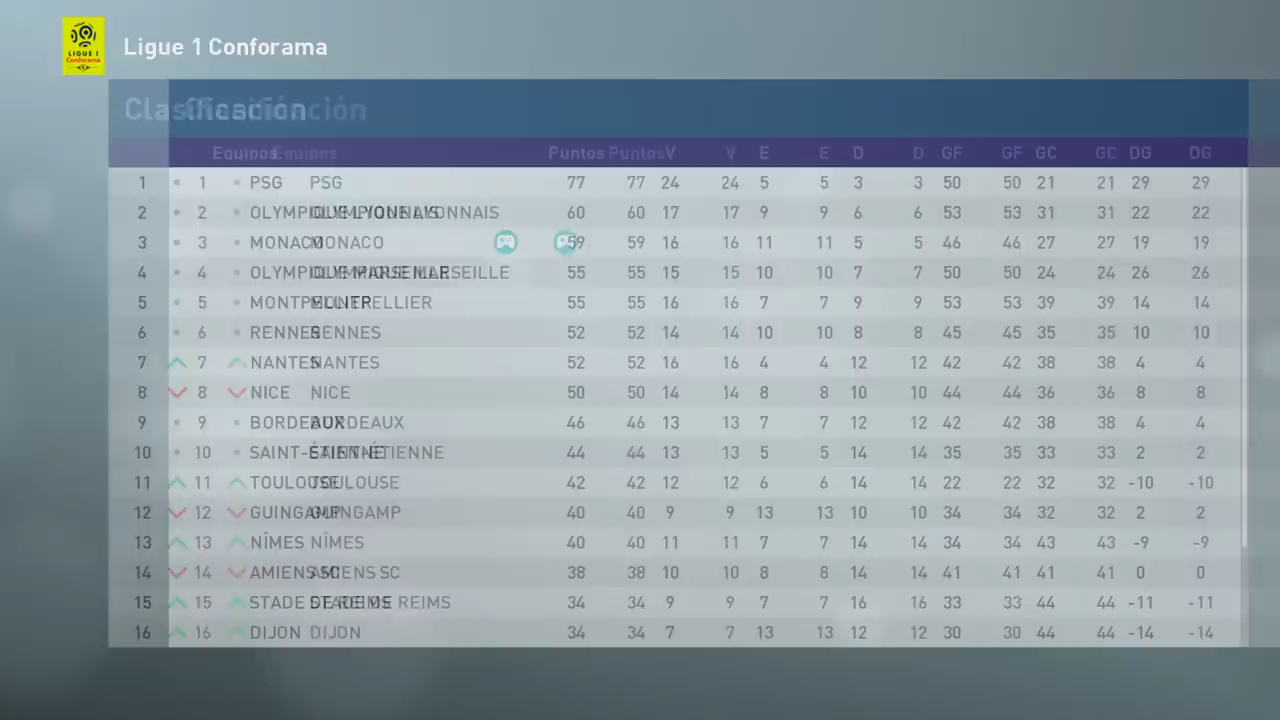 LIGUE 1
Conforama
Ligue 1 Conforama
Clasificación
Equipos Puntos V E D GF GC DG
1 PSG 77 24 5 3 50 21 29
2 OLYMPIQUE LYONNAIS 60 17 9 6 53 31 22
3 MONACO 59 16 11 5 46 27 19
4 OLYMPIQUE MARSEILLE 55 15 10 7 50 24 26
5 MONTPELLIER 55 16 7 9 53 39 14
6 RENNES 52 14 10 8 45 35 10
7 NANTES 52 16 4 12 42 38 4
8 NICE 50 14 8 10 44 36 8
9 BORDEAUX 46 13 7 12 42 38 4
10 SAINT-ÉTIENNE 44 13 5 14 35 33 2
11 TOULOUSE 42 12 6 14 22 32 -10
12 GUINGAMP 40 9 13 10 34 32 2
13 NÎMES 40 11 7 14 34 43 -9
14 AMIENS SC 38 10 8 14 41 41 0
15 STADE DE REIMS 34 9 7 16 33 44 -11
16 DIJON 34 7 13 12 30 44 -14